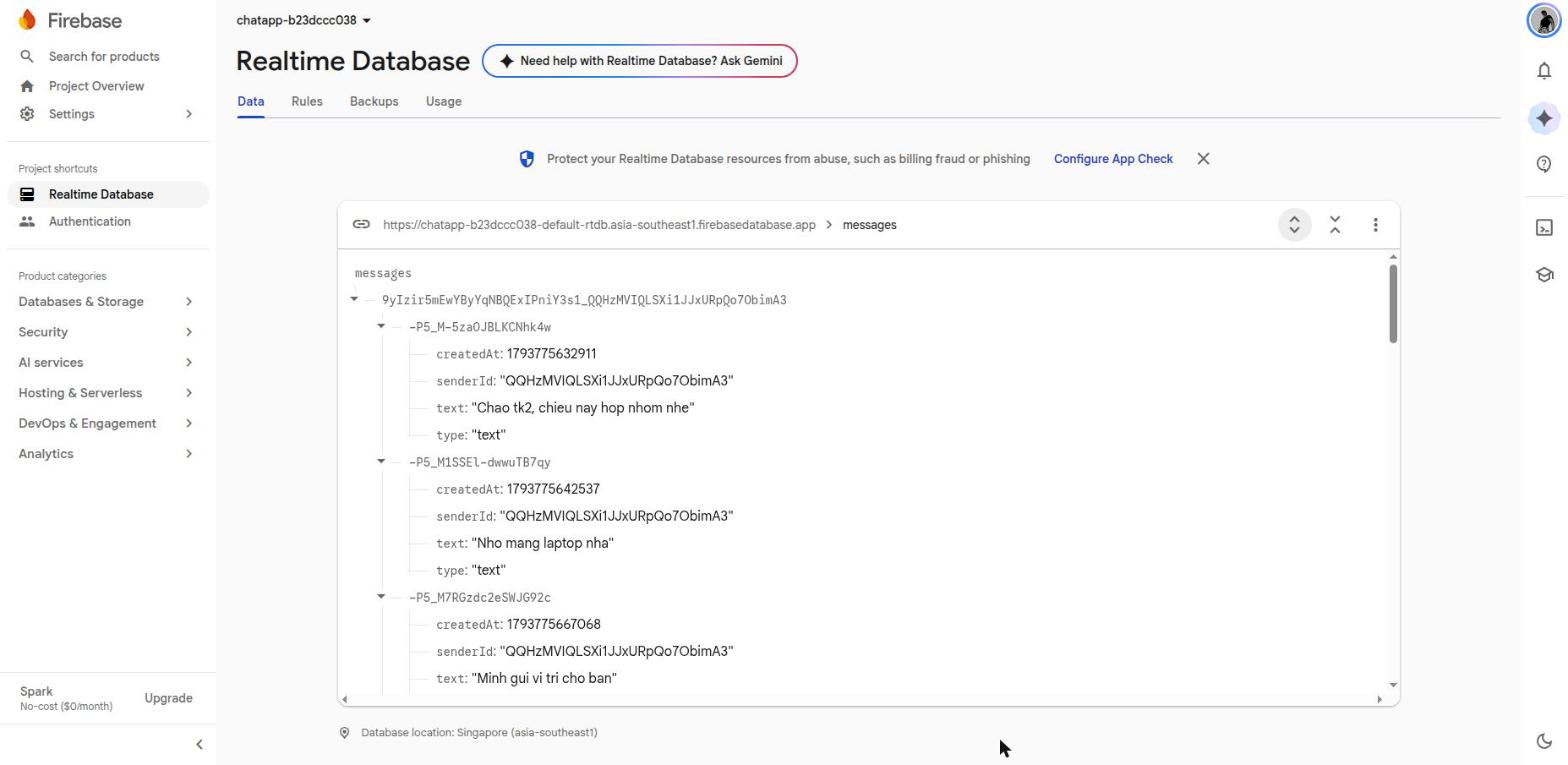 Firebase
Search for products
Project Overview
Settings
Project shortcuts
Realtime Database
Authentication
Product categories
Databases & Storage
Security
AI services
Hosting & Serverless
DevOps & Engagement
Analytics
Spark
No-cost ($0/month)
Upgrade
chatapp-b23dccc038
Realtime Database
Need help with Realtime Database? Ask Gemini
Data Rules Backups Usage
Protect your Realtime Database resources from abuse, such as billing fraud or phishing Configure App Check
https://chatapp-b23dccc038-default-rtdb.asia-southeast1.firebasedatabase.app messages
messages
9yIzir5mEwYByYqNBQExIPniY3s1_QQHzMVIQLSXi1JJxURpQo7ObimA3
-P5_M-5zaOJBLKCNhk4w
createdAt: 1793775632911
senderId: "QQHzMVIQLSXi1JJxURpQo7ObimA3"
text: "Chao tk2, chieu nay hop nhom nhe"
type: "text"
-P5_M1SSEl-dwwuTB7qy
createdAt: 1793775642537
senderId: "QQHzMVIQLSXi1JJxURpQo7ObimA3"
text: "Nho mang laptop nha"
type: "text"
-P5_M7RGzdc2eSWJG92c
createdAt: 1793775667068
senderId: "QQHzMVIQLSXi1JJxURpQo7ObimA3"
text: "Minh gui vi tri cho ban"
Database location: Singapore (asia-southeast1)